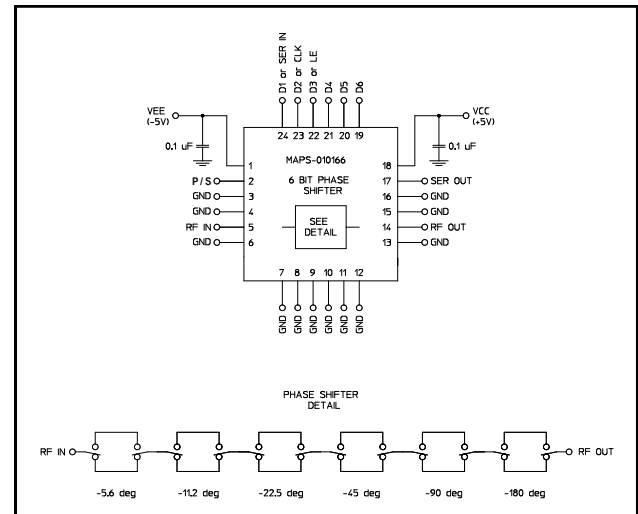 D1 or SER IN
D2 or CLK
D3 or LE
D4
D5
D6
VEE
(-5V)
VCC
(+5V)
24 23 22 21 20 19
0.1 uF
0.1 uF
MAPS-010166
6 BIT PHASE
SHIFTER
SEE
DETAIL
1
P/S 2
GND 3
GND 4
RF IN 5
GND 6
18
17 SER OUT
16 GND
15 GND
14 RF OUT
13 GND
7 8 9 10 11 12
GND GND GND GND GND GND
PHASE SHIFTER
DETAIL
RF IN
RF OUT
-5.6 deg -11.2 deg -22.5 deg -45 deg -90 deg -180 deg